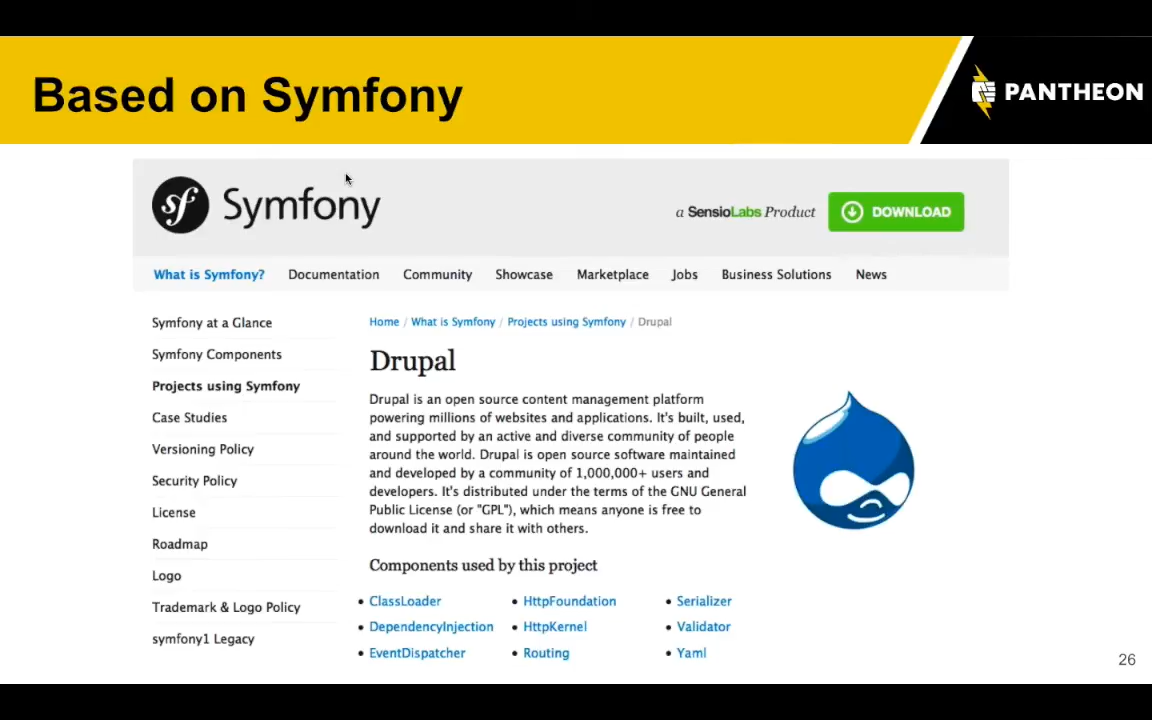 Based on Symfony
PANTHEON
sf Symfony
a SensioLabs Product
DOWNLOAD
What is Symfony? Documentation Community Showcase Marketplace Jobs Business Solutions News
Symfony at a Glance
Symfony Components
Projects using Symfony
Case Studies
Versioning Policy
Security Policy
License
Roadmap
Logo
Trademark & Logo Policy
symfony1 Legacy
Home / What is Symfony / Projects using Symfony / Drupal
Drupal
Drupal is an open source content management platform
powering millions of websites and applications. It's built, used,
and supported by an active and diverse community of people
around the world. Drupal is open source software maintained
and developed by a community of 1,000,000+ users and
developers. It's distributed under the terms of the GNU General
Public License (or "GPL"), which means anyone is free to
download it and share it with others.
Components used by this project
• ClassLoader
• DependencyInjection
• EventDispatcher
• HttpFoundation
• HttpKernel
• Routing
• Serializer
• Validator
• Yaml
26